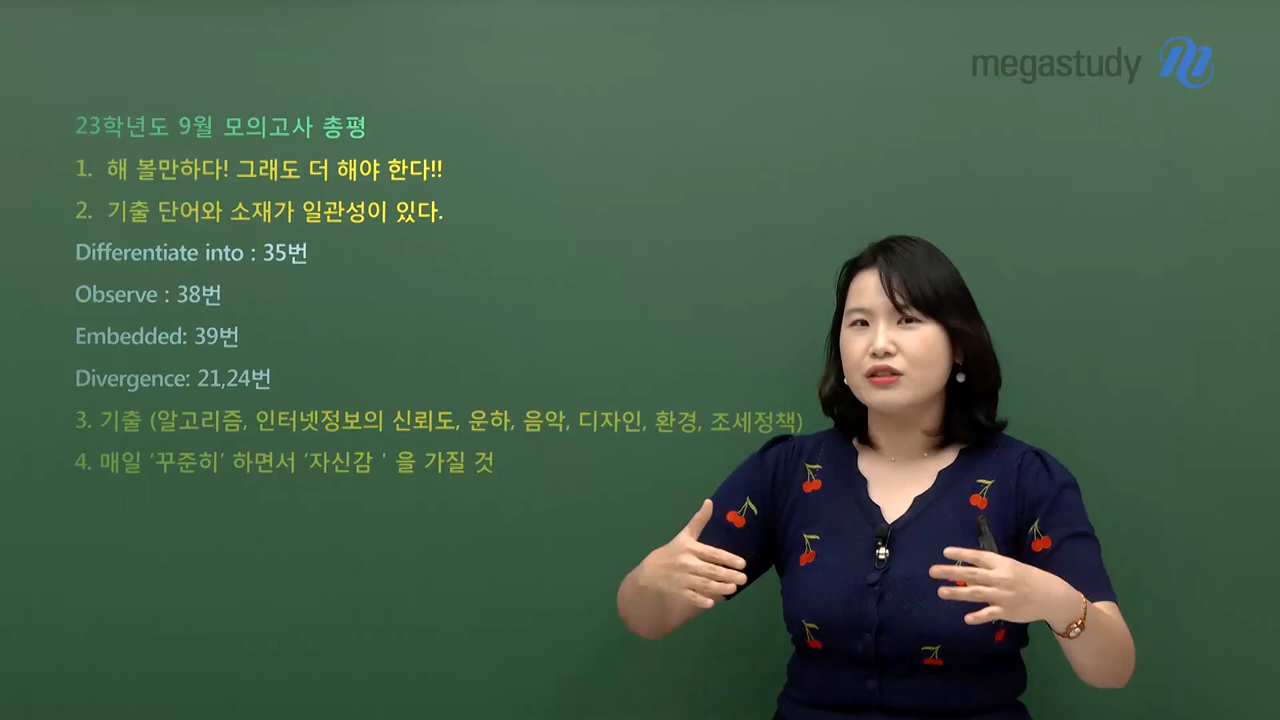 megastudy
23학년도 9월 모의고사 총평
1. 해 볼만하다! 그래도 더 해야 한다!!
2. 기출 단어와 소재가 일관성이 있다.
Differentiate into : 35번
Observe : 38번
Embedded: 39번
Divergence: 21,24번
3. 기출 (알고리즘, 인터넷정보의 신뢰도, 운하, 음악, 디자인, 환경, 조세정책)
4. 매일 ‘꾸준히’ 하면서 ‘자신감 ' 을 가질 것